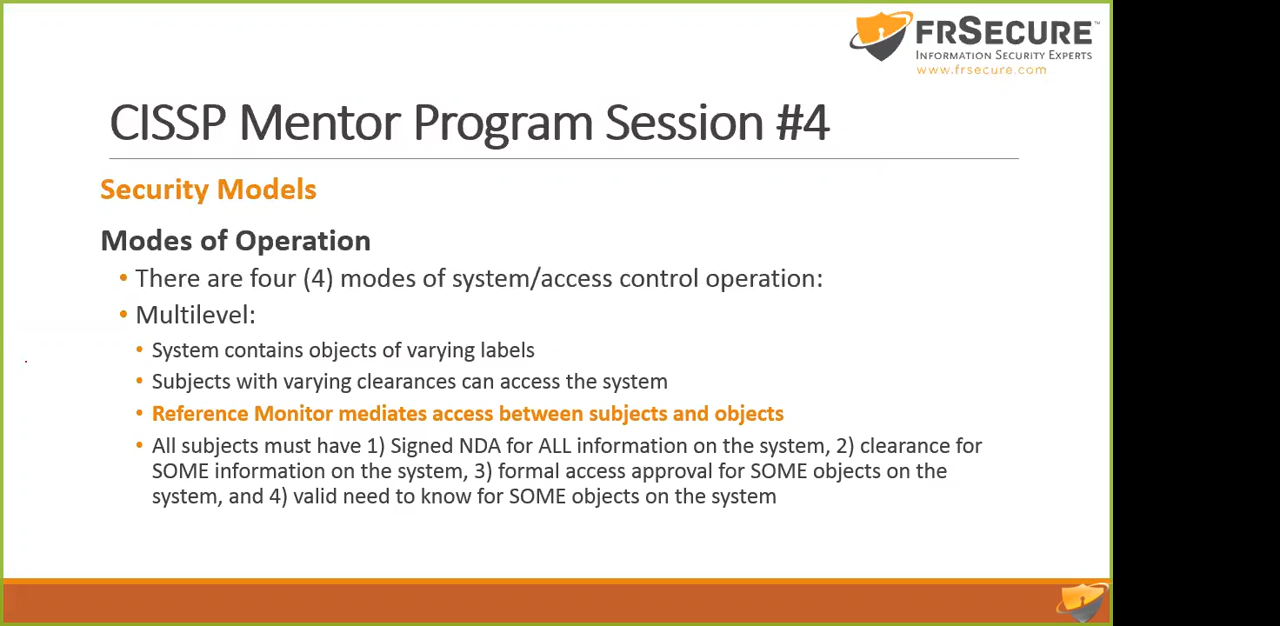 FRSECURE™
INFORMATION SECURITY EXPERTS
www.frsecure.com
CISSP Mentor Program Session #4
Security Models
Modes of Operation
• There are four (4) modes of system/access control operation:
• Multilevel:
• System contains objects of varying labels
• Subjects with varying clearances can access the system
• Reference Monitor mediates access between subjects and objects
• All subjects must have 1) Signed NDA for ALL information on the system, 2) clearance for
SOME information on the system, 3) formal access approval for SOME objects on the
system, and 4) valid need to know for SOME objects on the system